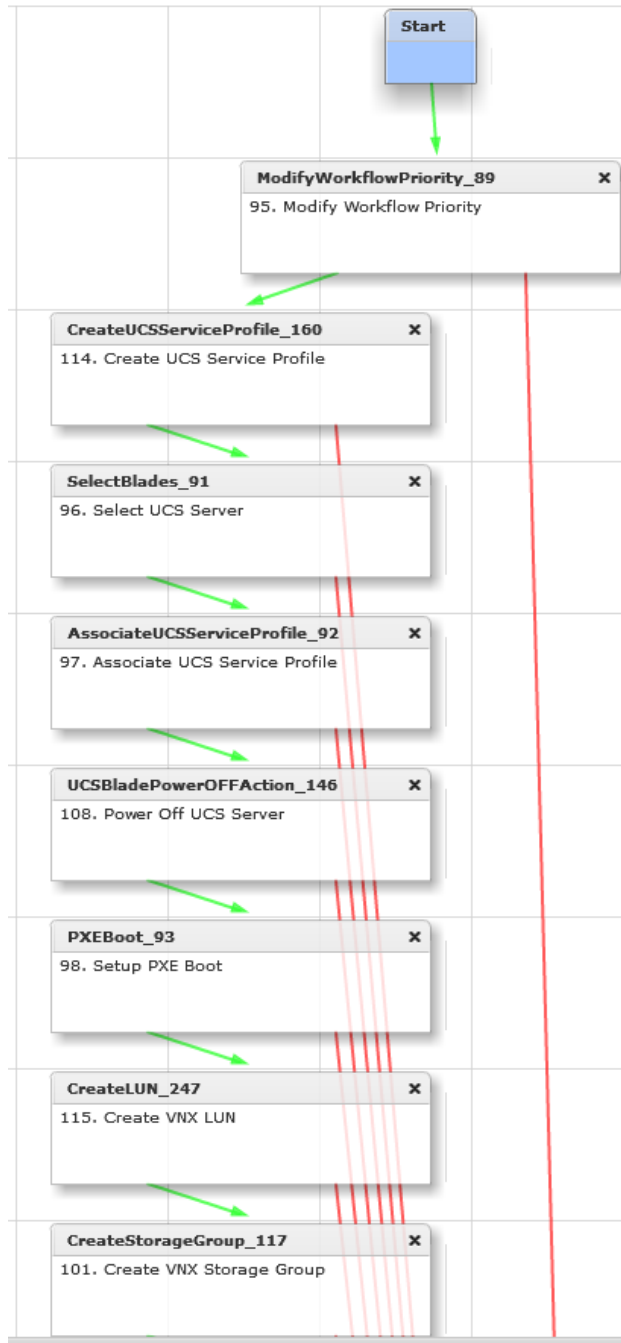 Start
ModifyWorkflowPriority_89
95. Modify Workflow Priority
CreateUCSServiceProfile_160
114. Create UCS Service Profile
SelectBlades_91
96. Select UCS Server
AssociateUCSServiceProfile_92
97. Associate UCS Service Profile
UCSBladePowerOFFAction_146
108. Power Off UCS Server
PXEBoot_93
98. Setup PXE Boot
CreateLUN_247
115. Create VNX LUN
CreateStorageGroup_117
101. Create VNX Storage Group